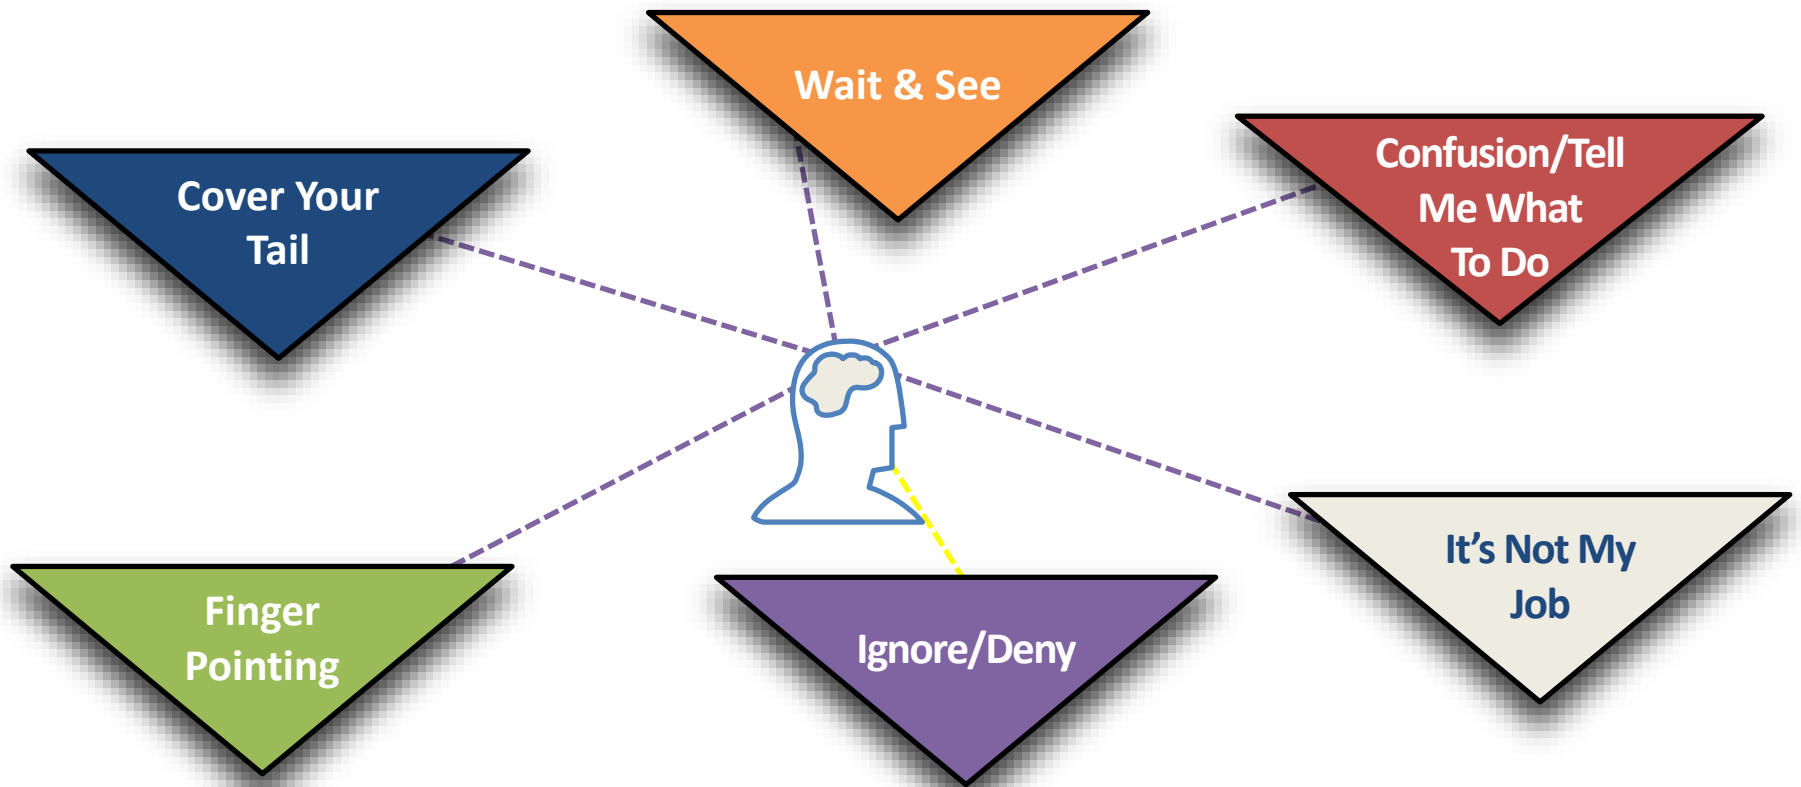 Wait & See
Cover Your
Tail
Confusion/Tell
Me What
To Do
Finger
Pointing
Ignore/Deny
It’s Not My
Job